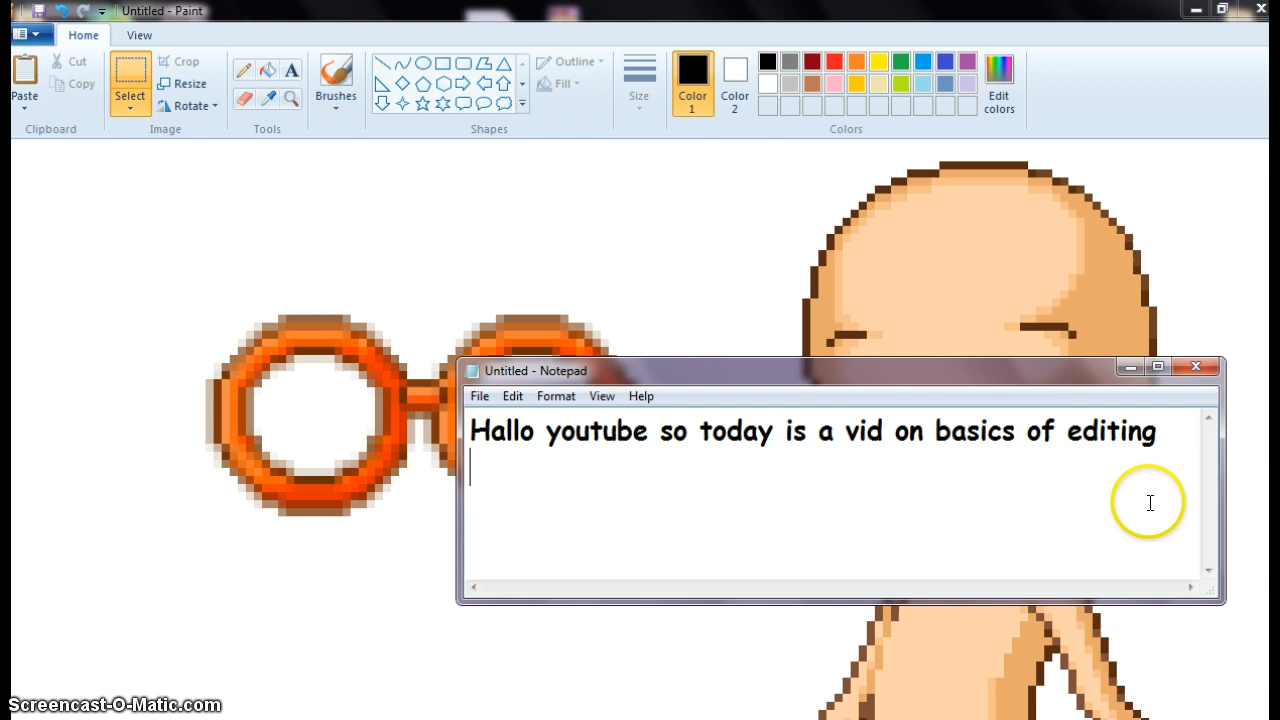 Untitled - Paint
Home
View
Paste
Cut
Copy
Clipboard
Select
Crop
Resize
Rotate
Image
Tools
Brushes
Outline
Fill
Shapes
Size
Color 1
Color 2
Edit colors
Colors
Untitled - Notepad
File Edit Format View Help
Hallo youtube so today is a vid on basics of editing
Screencast-O-Matic.com